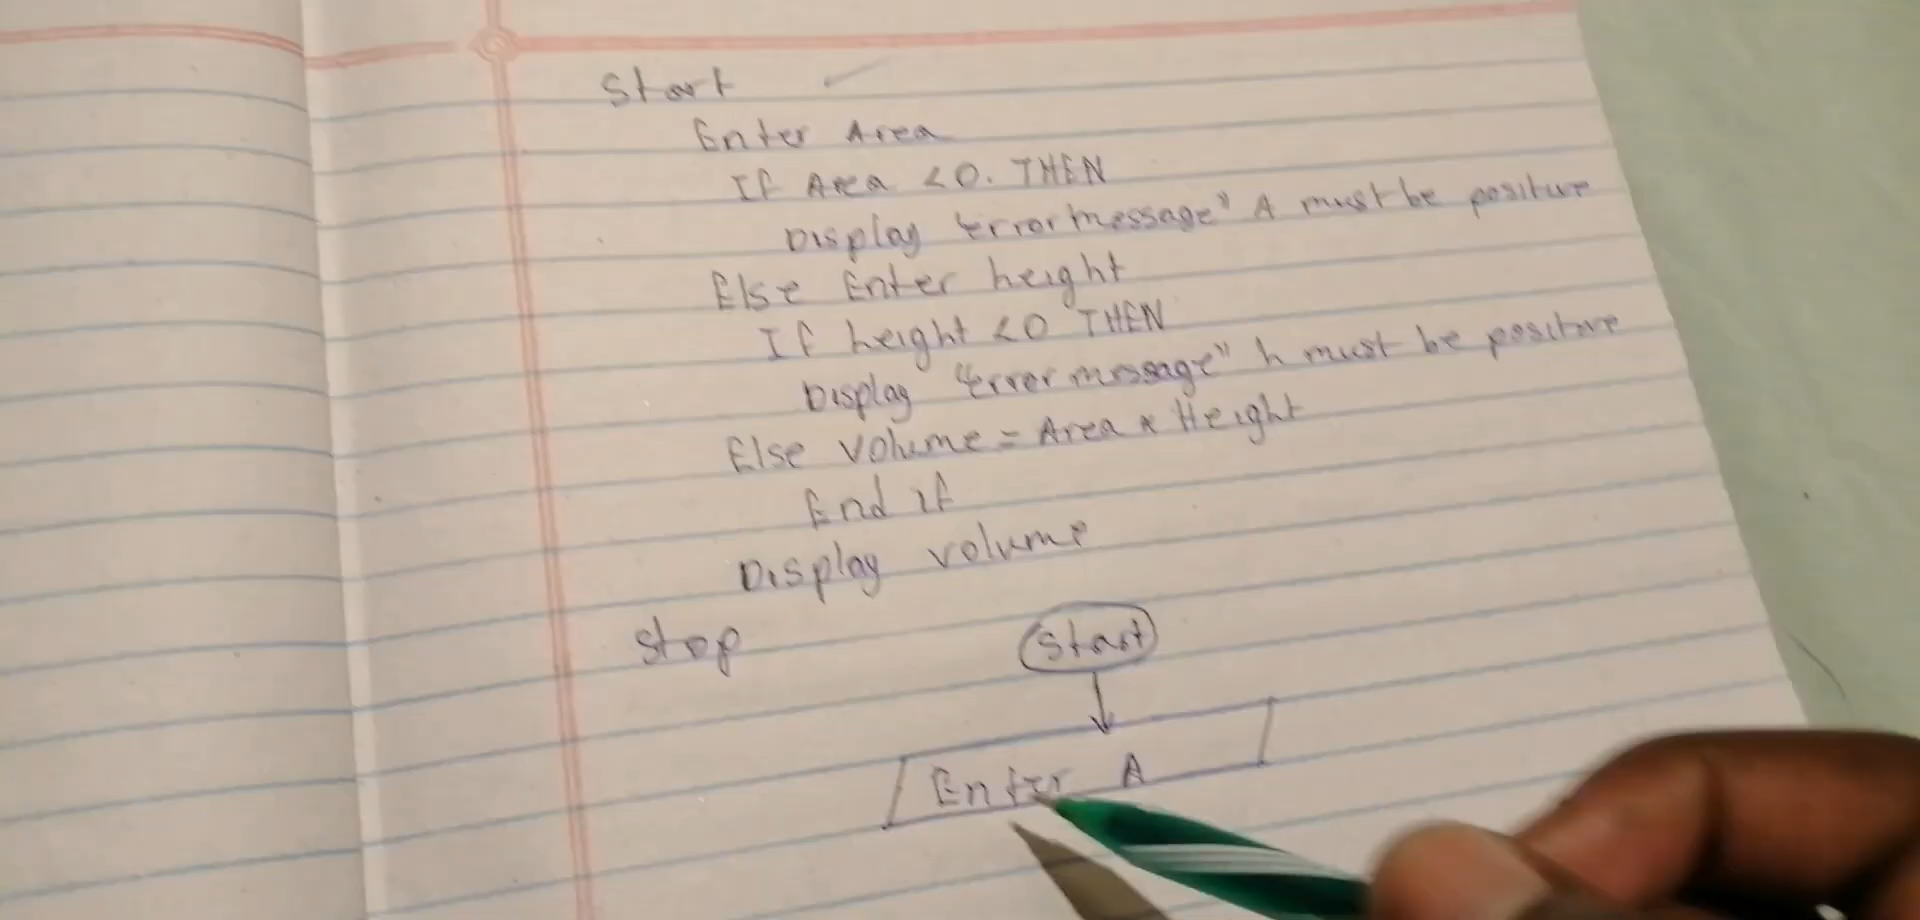 Start
Enter Area
If Area <0. THEN
Display "error message" A must be positive
Else Enter height
If height <0 THEN
Display "error message" h must be positive
Else volume = Area x Height
End if
Display volume
Stop
Start
Enter A